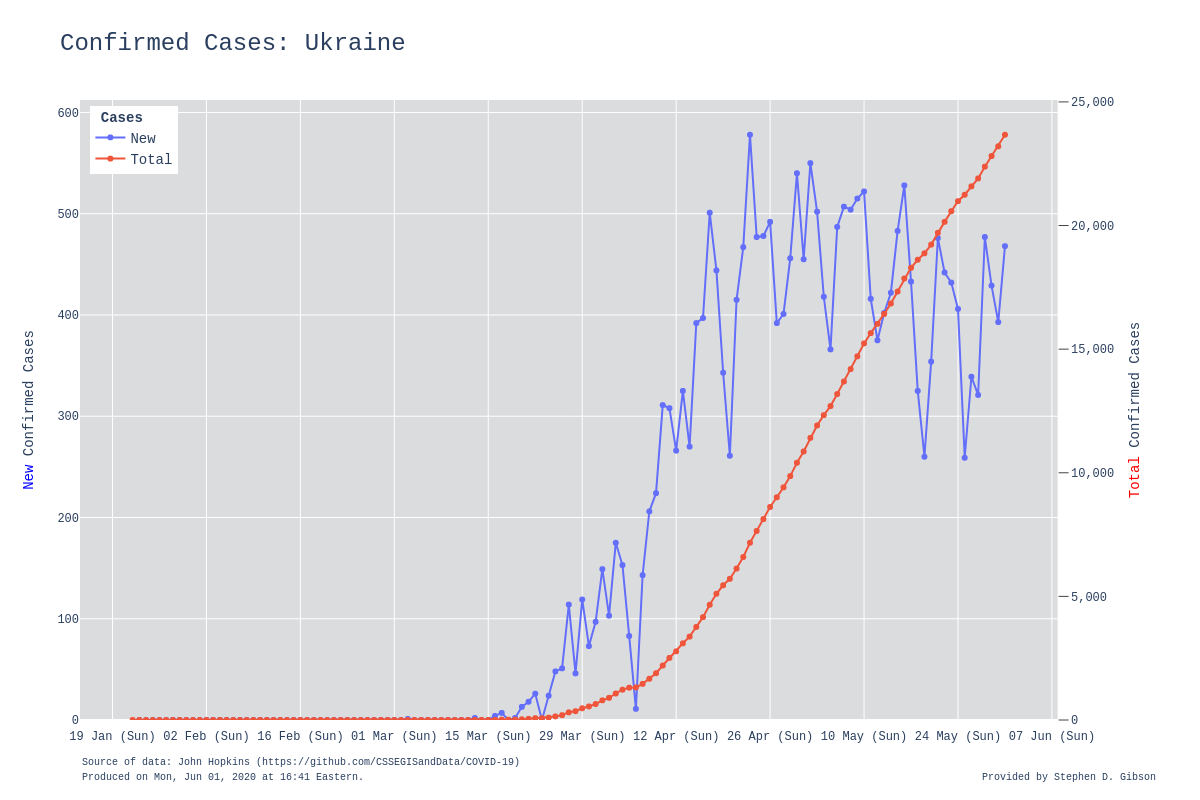 Confirmed Cases: Ukraine
Cases
New
Total
600
500
400
300
200
100
0
New Confirmed Cases
25,000
20,000
15,000
10,000
5,000
0
Total Confirmed Cases
19 Jan (Sun) 02 Feb (Sun) 16 Feb (Sun) 01 Mar (Sun) 15 Mar (Sun) 29 Mar (Sun) 12 Apr (Sun) 26 Apr (Sun) 10 May (Sun) 24 May (Sun) 07 Jun (Sun)
Source of data: John Hopkins (https://github.com/CSSEGISandData/COVID-19)
Produced on Mon, Jun 01, 2020 at 16:41 Eastern.
Provided by Stephen D. Gibson